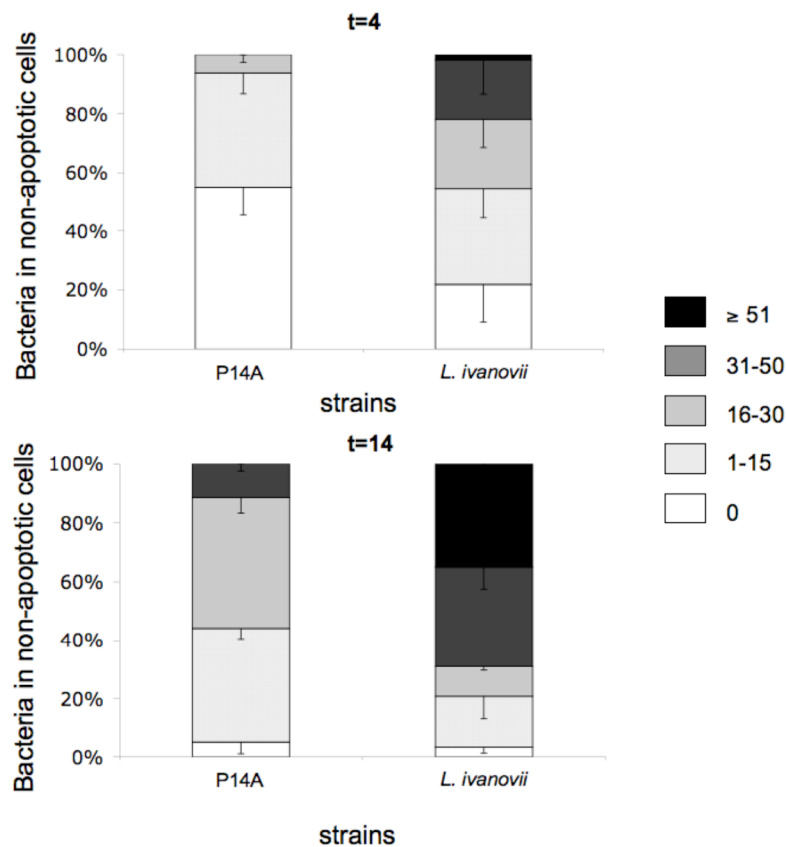 t=4
Bacteria in non-apoptotic cells
100%
80%
60%
40%
20%
0%
P14A
L. ivanovii
strains
≥ 51
31-50
16-30
1-15
0
t=14
Bacteria in non-apoptotic cells
100%
80%
60%
40%
20%
0%
P14A
L. ivanovii
strains